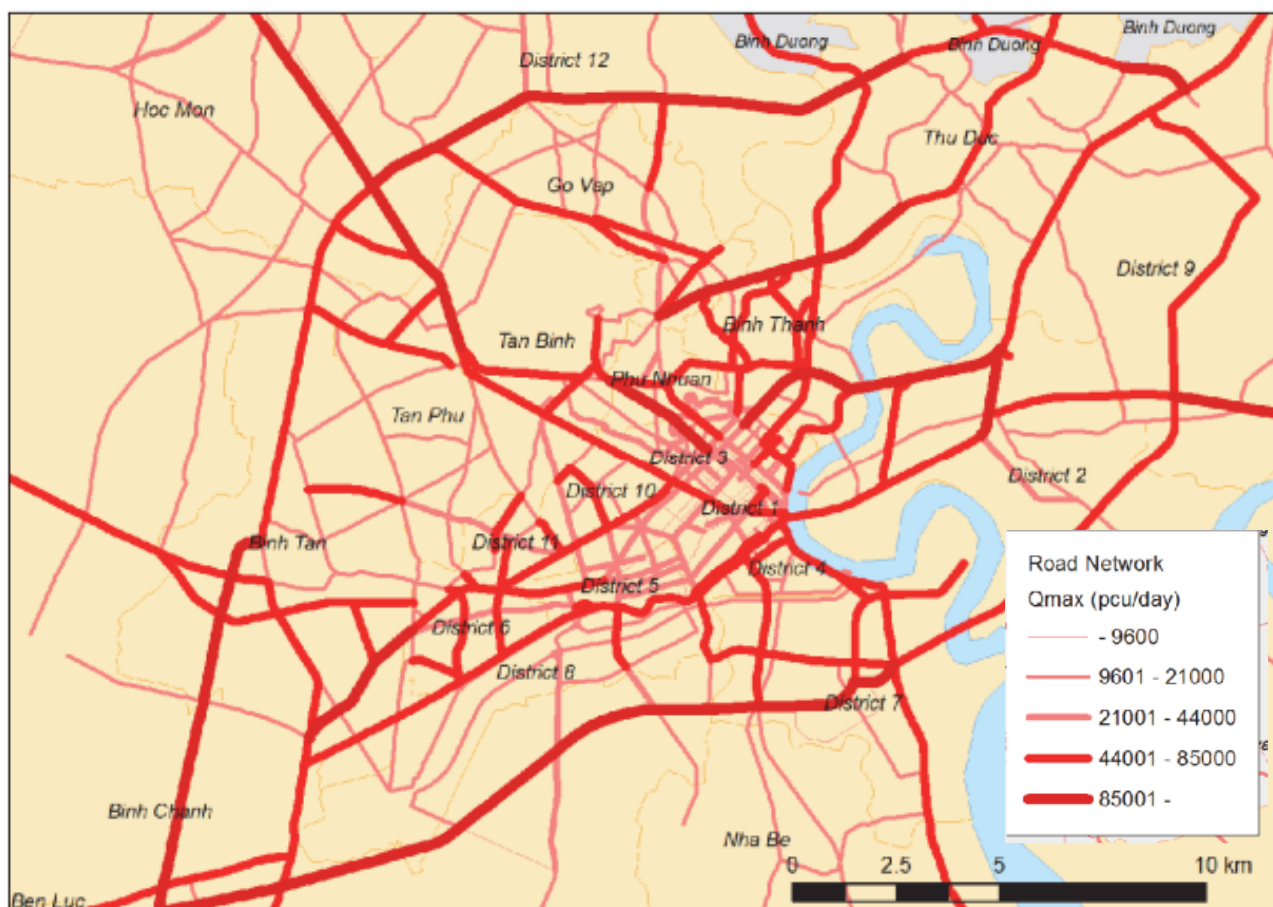 Binh Duong
Binh Duong
Binh Duong
District 12
Hoc Mon
Thu Duc
Go Vap
District 9
Binh Thanh
Tan Binh
Phu Nhuan
Tan Phu
District 3
District 2
District 10
District 1
Binh Tan
District 11
District 4
District 5
District 6
District 8
District 7
Binh Chanh
Nha Be
Ben Luc
Road Network
Qmax (pcu/day)
- 9600
9601 - 21000
21001 - 44000
44001 - 85000
85001 -
0 2.5 5 10 km